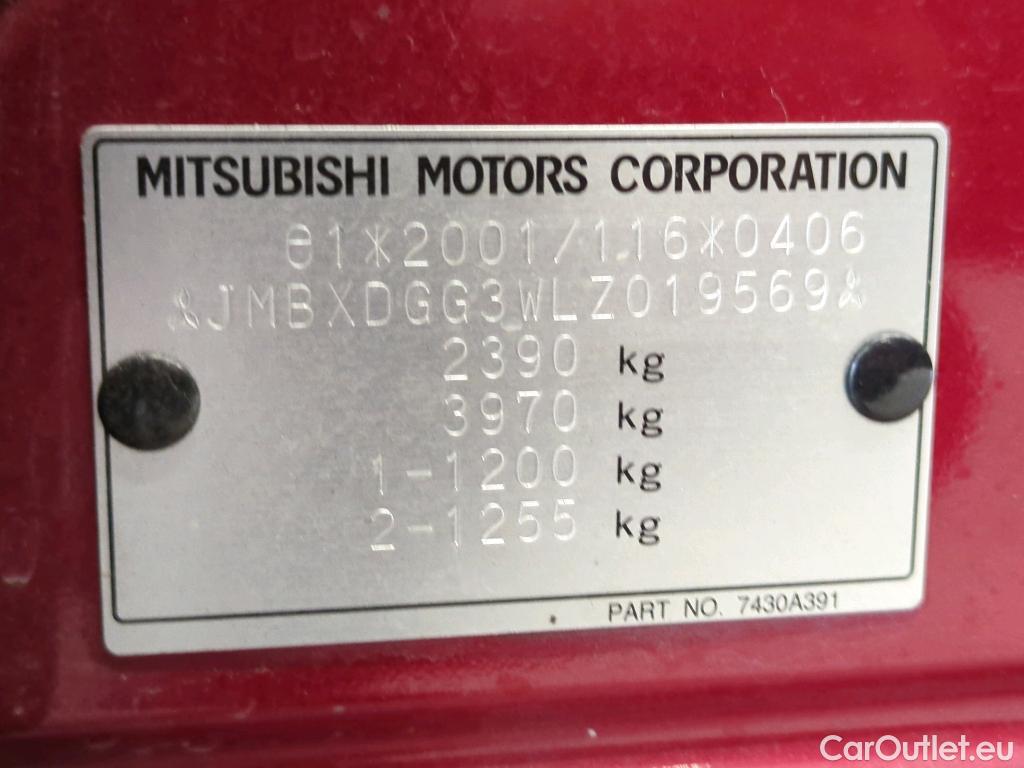 MITSUBISHI MOTORS CORPORATION
e1*2001/116*0406
JMBXDGG3WLZ019569
2390 kg
3970 kg
1-1200 kg
2-1255 kg
PART NO. 7430A391
CarOutlet.eu